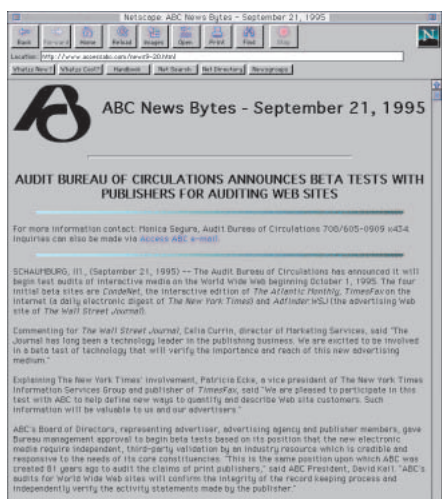 Netscape: ABC News Bytes - September 21, 1995
Back Forward Home Reload Images Open Print Find Stop
N
Location: http://www.accessabc.com/news9-20.html
What's New? What's Cool? Handbook Net Search Net Directory Newsgroups
ABC News Bytes - September 21, 1995
AUDIT BUREAU OF CIRCULATIONS ANNOUNCES BETA TESTS WITH
PUBLISHERS FOR AUDITING WEB SITES
For more information contact: Monica Segura, Audit Bureau of Circulations 708/605-0909 x434.
Inquiries can also be made via Access ABC e-mail.
SCHAUMBURG, Ill., (September 21, 1995) -- The Audit Bureau of Circulations has announced it will
begin test audits of interactive media on the World Wide Web beginning October 1, 1995. The four
initial beta sites are CondeNet, the interactive edition of The Atlantic Monthly, TimesFax on the
Internet (a daily electronic digest of The New York Times) and Adfinder.WSJ (the advertising Web
site of The Wall Street Journal).
Commenting for The Wall Street Journal, Celia Currin, director of Marketing Services, said "The
Journal has long been a technology leader in the publishing business. We are excited to be involved
in a beta test of technology that will verify the importance and reach of this new advertising
medium."
Explaining The New York Times' involvement, Patricia Ecke, a vice president of The New York Times
Information Services Group and publisher of TimesFax, said "We are pleased to participate in this
test with ABC to help define new ways to quantify and describe Web site customers. Such
information will be valuable to us and our advertisers."
ABC's Board of Directors, representing advertiser, advertising agency and publisher members, gave
Bureau management approval to begin beta tests based on its position that the new electronic
media require independent, third-party validation by an industry resource which is credible and
responsive to the needs of its core constituencies. "This is the same position upon which ABC was
created 81 years ago to audit the claims of print publishers," said ABC President, David Keil. "ABC's
audits for World Wide Web sites will confirm the integrity of the record keeping process and
independently verify the activity statements made by the publisher."